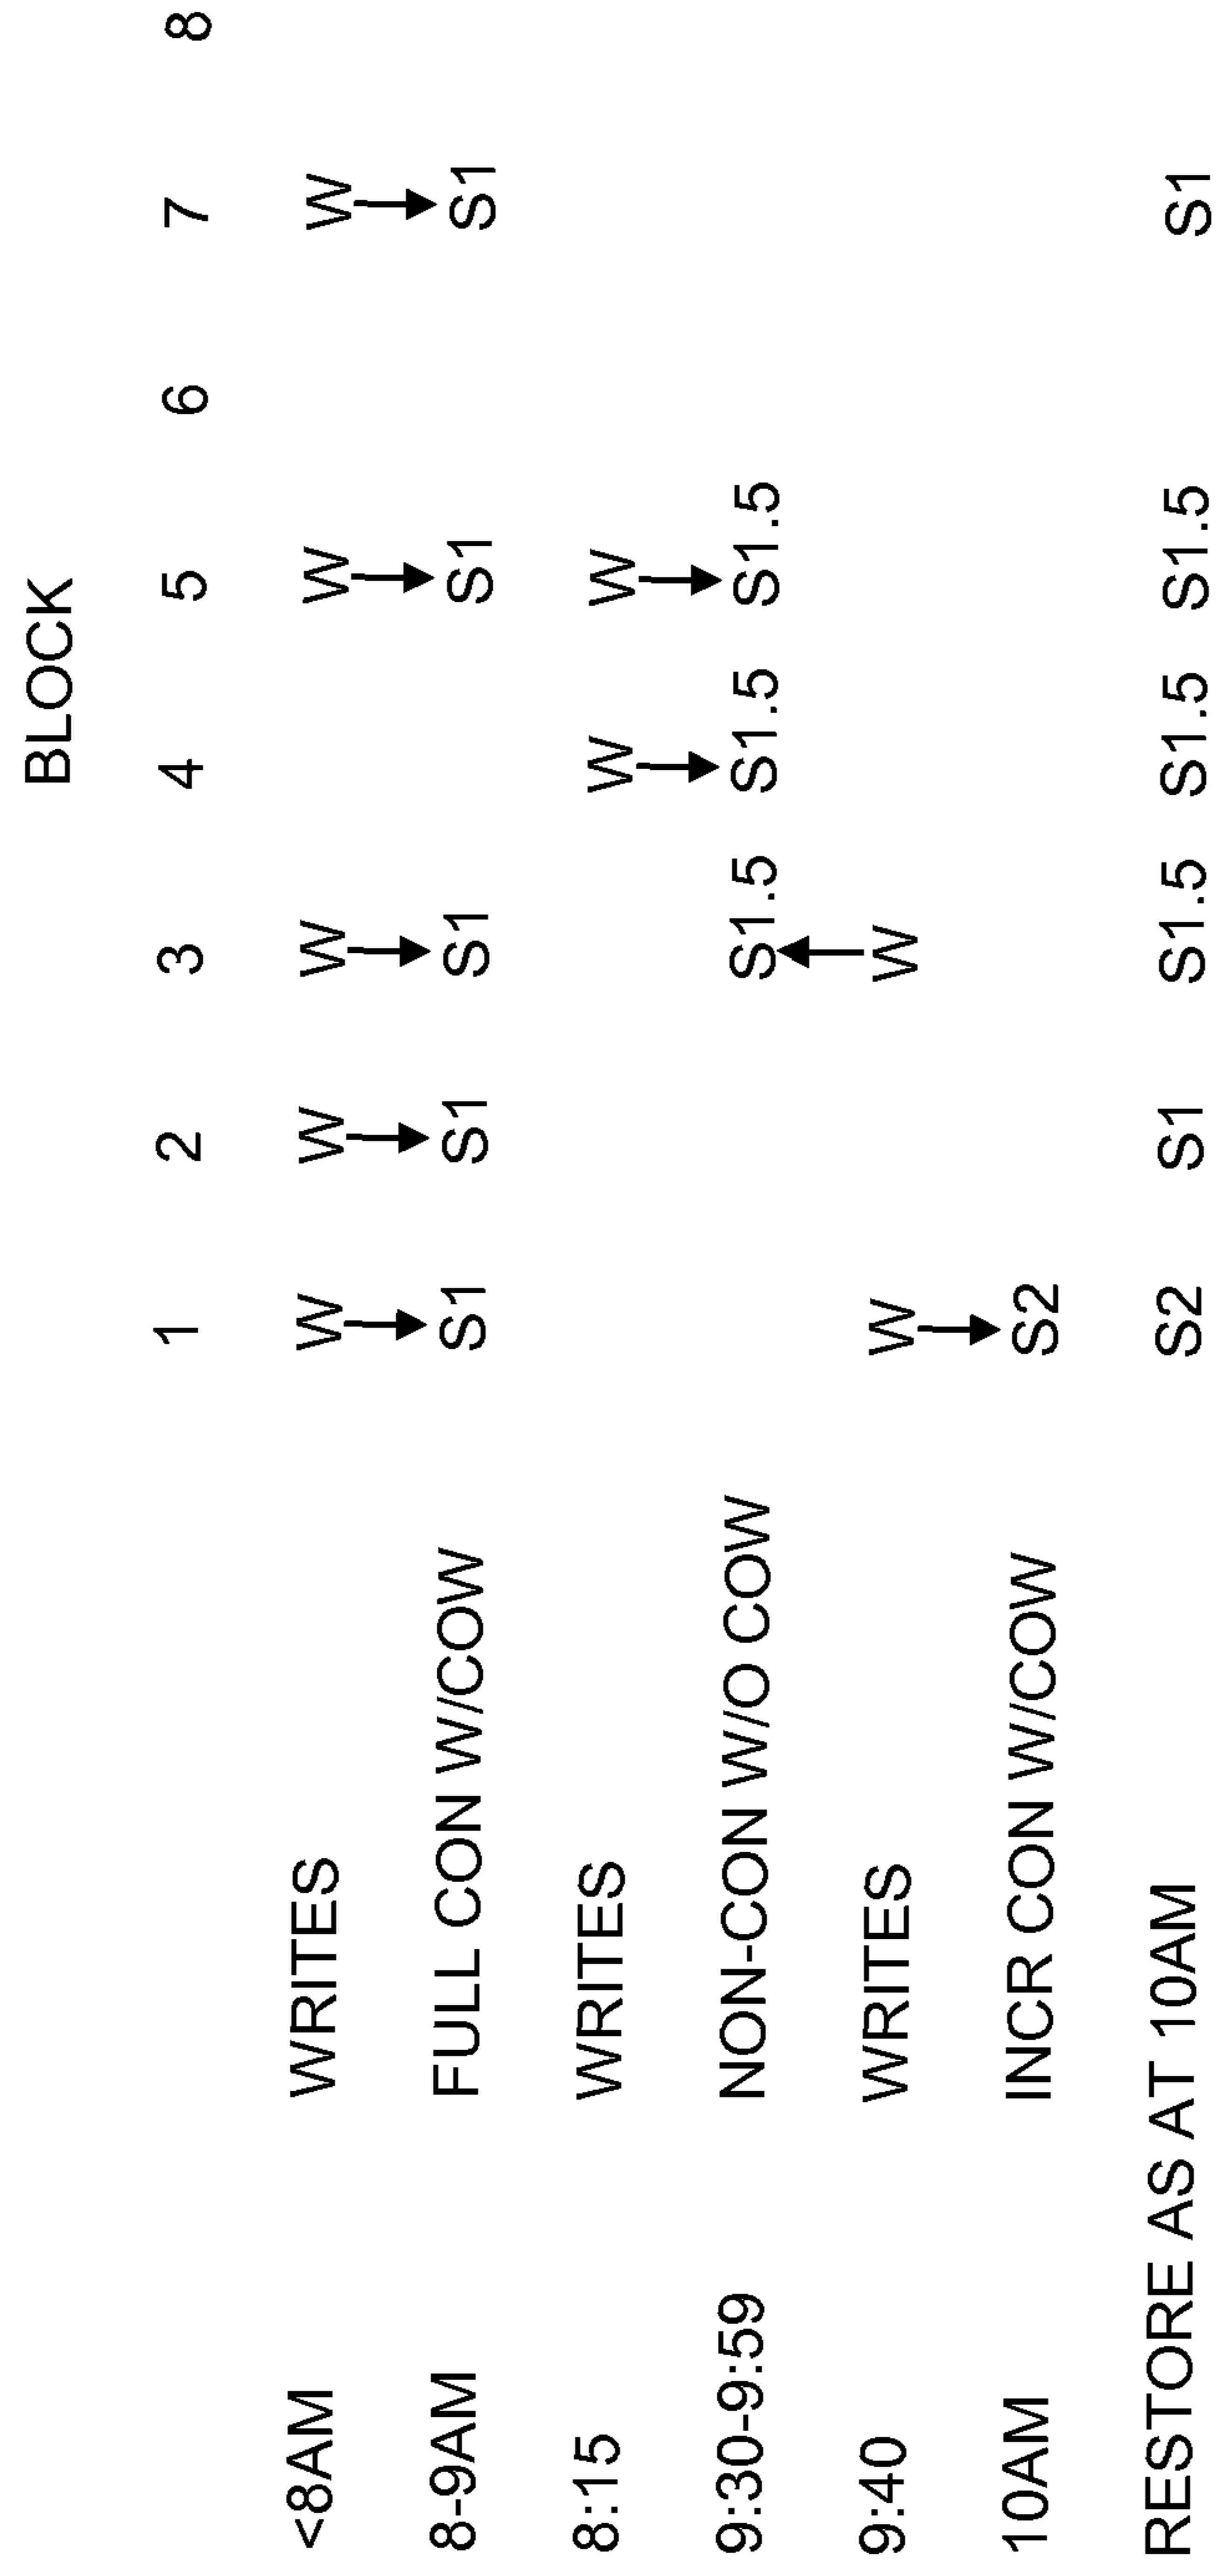 BLOCK
1 2 3 4 5 6 7 8
<8AM WRITES W W W W W
8-9AM FULL CON W/COW S1 S1 S1 S1 S1
8:15 WRITES W W
9:30-9:59 NON-CON W/O COW S1.5 S1.5 S1.5
9:40 WRITES W W
10AM INCR CON W/COW S2
RESTORE AS AT 10AM S2 S1 S1.5 S1.5 S1.5 S1